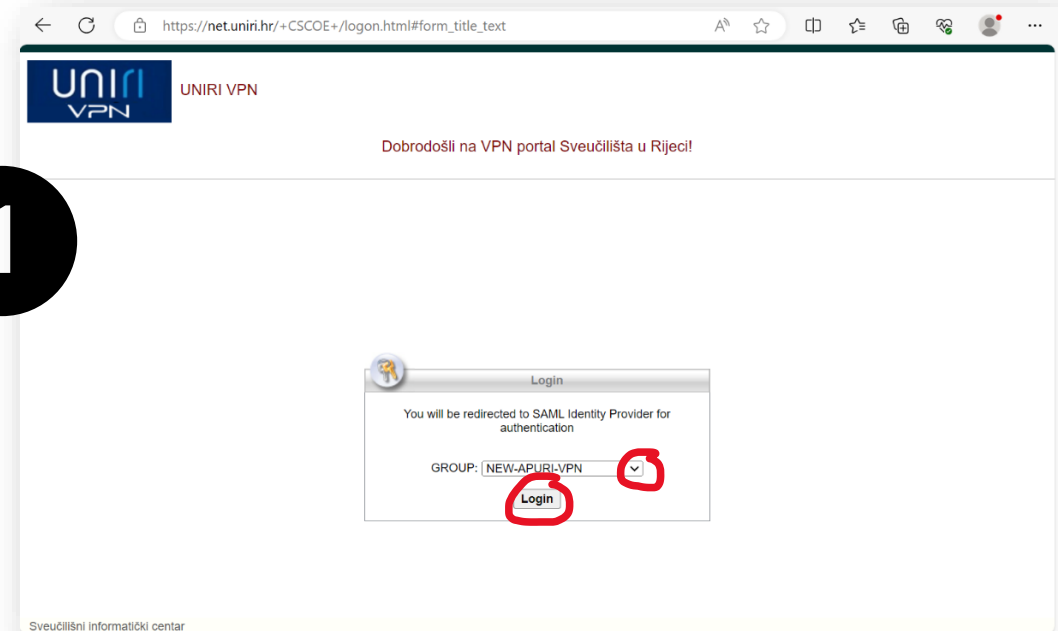 https://net.uniri.hr/+CSCOE+/logon.html#form_title_text
UNIRI
VPN
UNIRI VPN
Dobrodošli na VPN portal Sveučilišta u Rijeci!
1
Login
You will be redirected to SAML Identity Provider for
authentication
GROUP: NEW-APURI-VPN
Login
Sveučilišni informatički centar